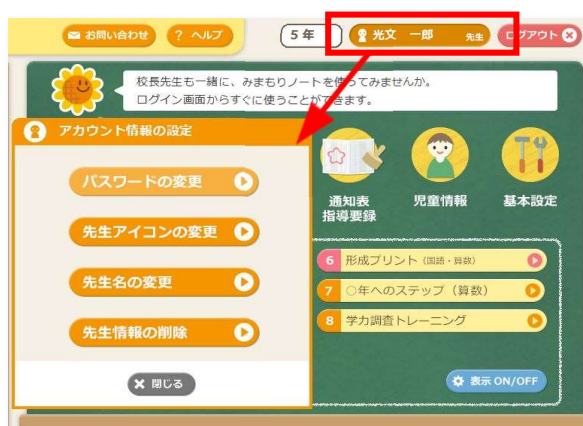 お問い合わせ
? ヘルプ
5年
光文 一郎 先生
ログアウト
校長先生も一緒に、みまもりノートを使ってみませんか。
ログイン画面からすぐに使うことができます。
アカウント情報の設定
パスワードの変更
先生アイコンの変更
先生名の変更
先生情報の削除
閉じる
通知表
指導要録
児童情報
基本設定
6 形成プリント (国語・算数)
7 ○年へのステップ (算数)
8 学力調査トレーニング
表示 ON/OFF